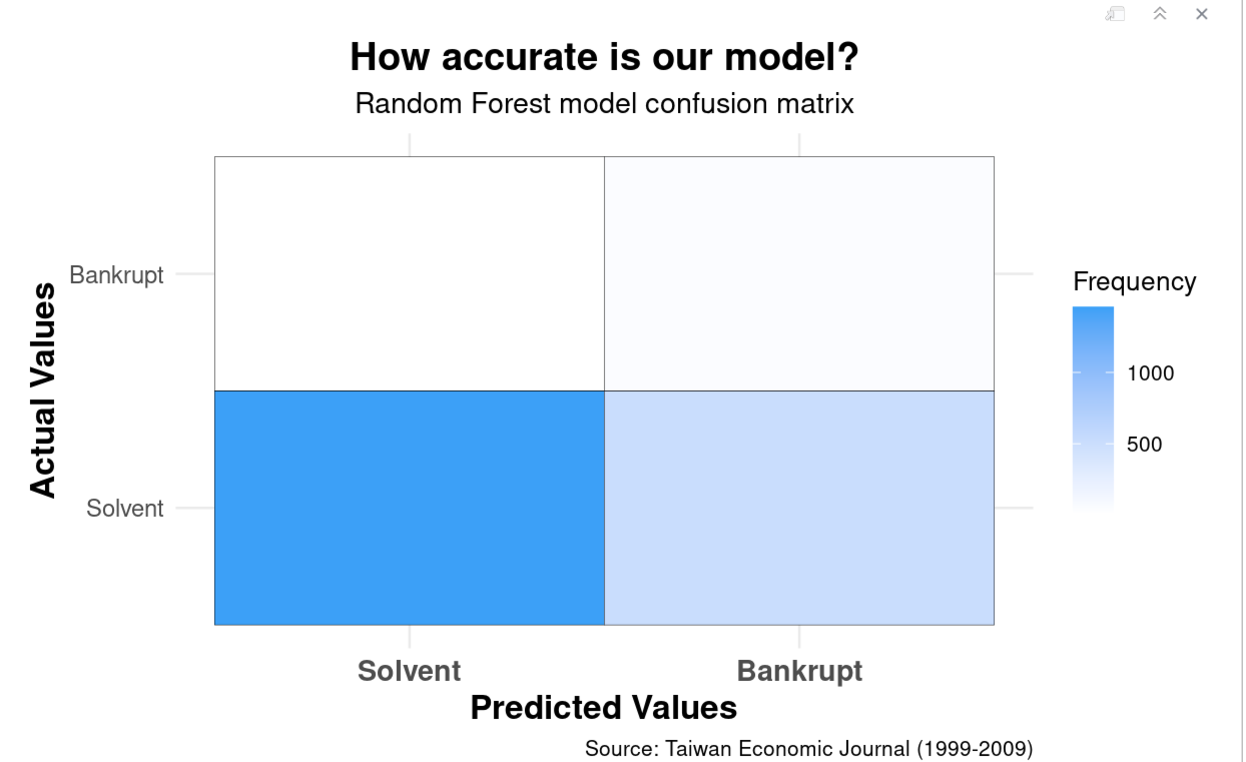 How accurate is our model?
Random Forest model confusion matrix
Actual Values
Bankrupt
Solvent
Solvent
Bankrupt
Predicted Values
Frequency
1000
500
Source: Taiwan Economic Journal (1999-2009)